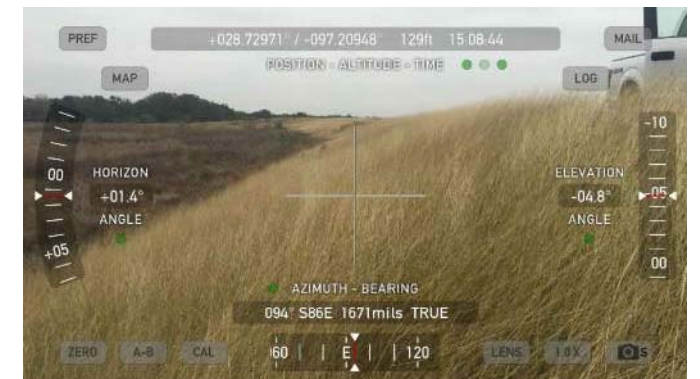 PREF
+028.72971° / -097.20948° 129ft 15:08:44
MAIL
MAP
POSITION - ALTITUDE - TIME
LOG
-10
00
HORIZON
ELEVATION
+01.4°
-04.8°
-05
ANGLE
ANGLE
+05
00
AZIMUTH - BEARING
094° S86E 1671mils TRUE
ZERO
A-B
CAL
60
E
120
LENS
1.0X
S